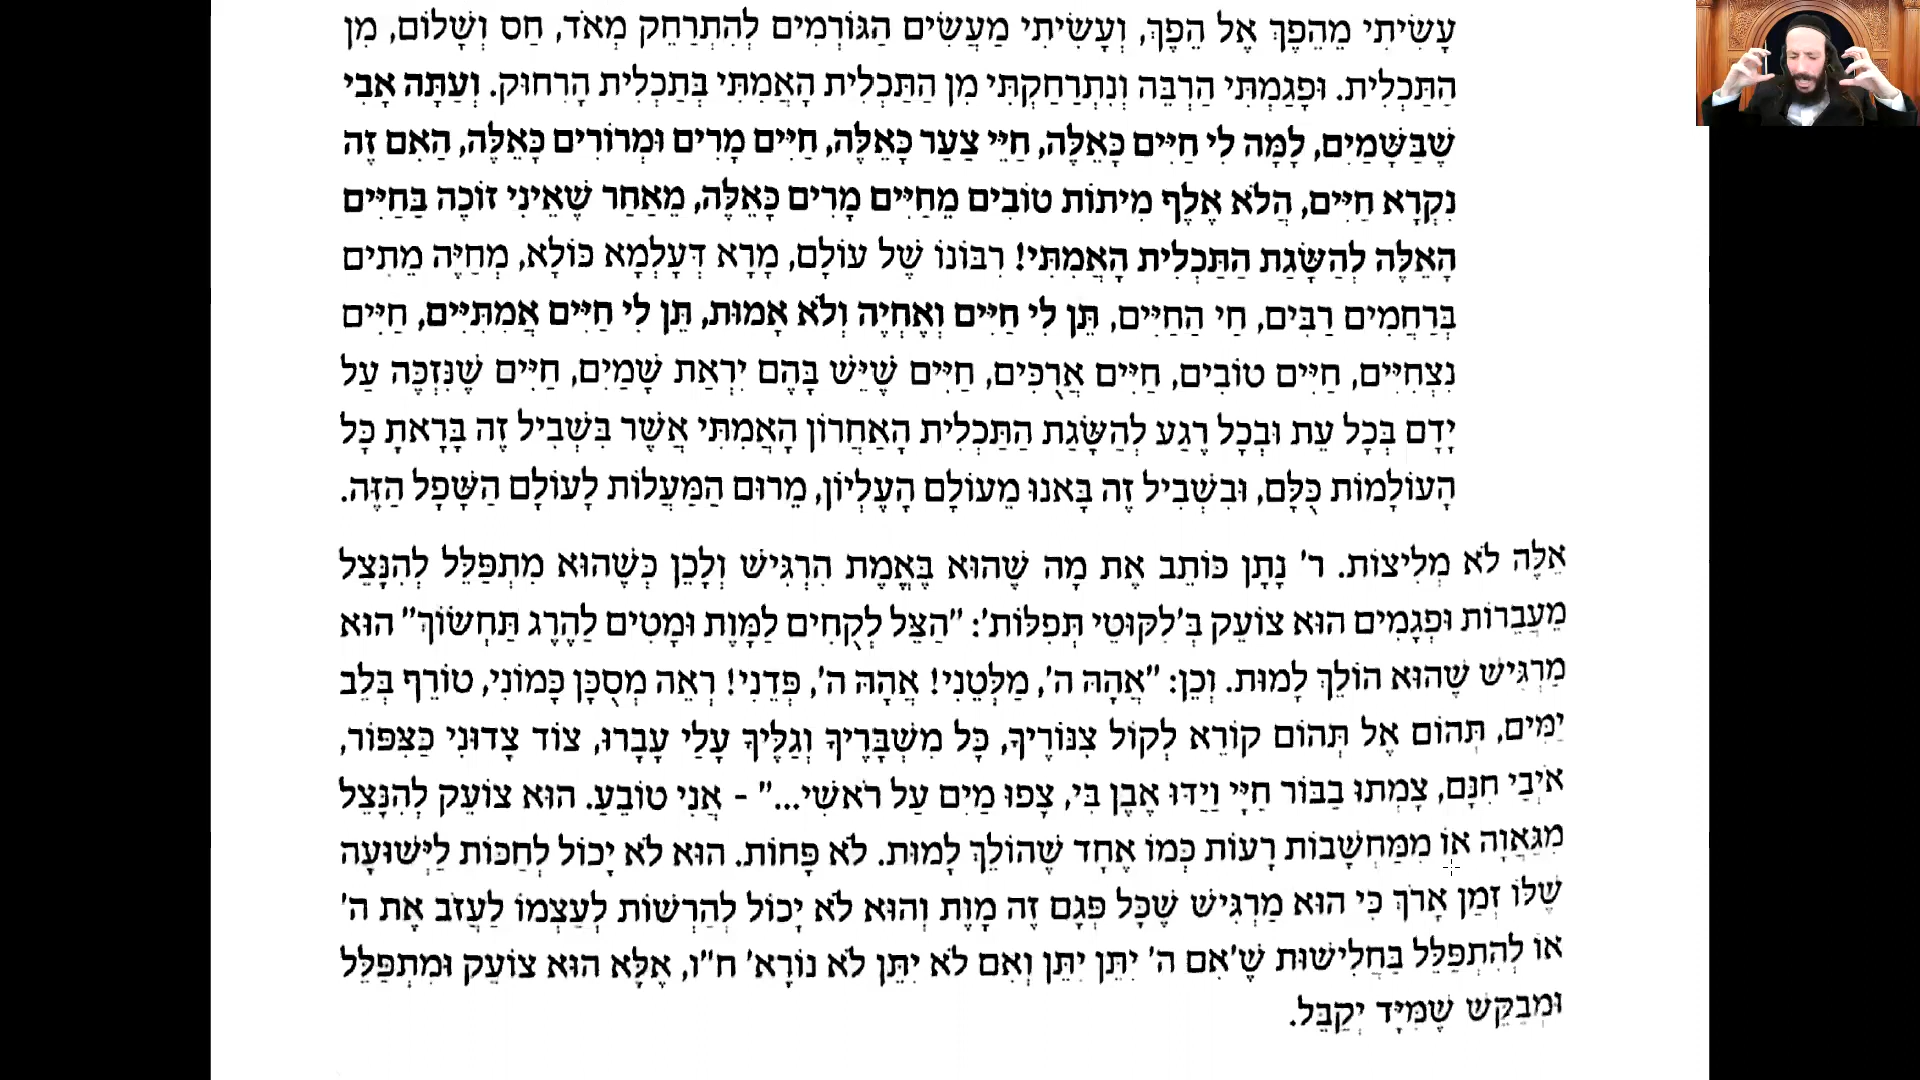 עָשִׂיתִי מֵהֵפֶךְ אֶל הֵפֶךְ, וְעָשִׂיתִי מַעֲשִׂים הַגּוֹרְמִים לְהִתְרַחֵק מְאֹד, חַס וְשָׁלוֹם, מִן
הַתַּכְלִית. וּפָגַמְתִּי הַרְבֵּה וְנִתְרַחַקְתִּי מִן הַתַּכְלִית הָאֲמִתִּי בְּתַכְלִית הָרִחוּק. וְעַתָּה אָבִי
שֶׁבַּשָּׁמַיִם, לָמָּה לִי חַיִּים כָּאֵלֶּה, חַיֵּי צַעַר כָּאֵלֶּה, חַיִּים מָרִים וּמְרוֹרִים כָּאֵלֶּה, הַאִם זֶה
נִקְרָא חַיִּים, הֲלֹא אֶלֶף מִיתוֹת טוֹבִים מֵחַיִּים מָרִים כָּאֵלֶּה, מֵאַחַר שֶׁאֵינִי זוֹכֶה בַּחַיִּים
הָאֵלֶּה לְהַשָּׂגַת הַתַּכְלִית הָאֲמִתִּי! רִבּוֹנוֹ שֶׁל עוֹלָם, מָרָא דְּעָלְמָא כּוֹלָא, מְחַיֶּה מֵתִים
בְּרַחֲמִים רַבִּים, חַי הַחַיִּים, תֵּן לִי חַיִּים וְאֶחְיֶה וְלֹא אָמוּת, תֵּן לִי חַיִּים אֲמִתִּיִּים, חַיִּים
נִצְחִיִּים, חַיִּים טוֹבִים, חַיִּים אֲרֻכִּים, חַיִּים שֶׁיֵּשׁ בָּהֶם יִרְאַת שָׁמַיִם, חַיִּים שֶׁנִּזְכֶּה עַל
יָדָם בְּכָל עֵת וּבְכָל רֶגַע לְהַשָּׂגַת הַתַּכְלִית הָאַחֲרוֹן הָאֲמִתִּי אֲשֶׁר בִּשְׁבִיל זֶה בָּרָאתָ כָּל
הָעוֹלָמוֹת כֻּלָּם, וּבִשְׁבִיל זֶה בָּאנוּ מֵעוֹלָם הָעֶלְיוֹן, מֵרוּם הַמַּעֲלוֹת לָעוֹלָם הַשָּׁפָל הַזֶּה.
אֵלֶּה לֹא מְלִיצוֹת. ר' נָתָן כּוֹתֵב אֶת מָה שֶׁהוּא בֶּאֱמֶת הִרְגִּישׁ וְלָכֵן כְּשֶׁהוּא מִתְפַּלֵּל לְהִנָּצֵל
מֵעֲבֵרוֹת וּפְגָמִים הוּא צוֹעֵק בְּ'לִקּוּטֵי תְּפִלּוֹת': "הַצֵּל לְקֻחִים לַמָּוֶת וּמָטִים לַהֶרֶג תַּחְשׂוֹךְ" הוּא
מַרְגִּישׁ שֶׁהוּא הוֹלֵךְ לָמוּת. וְכֵן: "אֲהָהּ ה', מַלְּטֵנִי! אֲהָהּ ה', פְּדֵנִי! רְאֵה מְסֻכָּן כָּמוֹנִי, טוֹרֵף בְּלֵב
יַמִּים, תְּהוֹם אֶל תְּהוֹם קוֹרֵא לְקוֹל צִנּוֹרֶיךָ, כָּל מִשְׁבָּרֶיךָ וְגַלֶּיךָ עָלַי עָבָרוּ, צוֹד צָדוּנִי כַּצִּפּוֹר,
אֹיְבַי חִנָּם, צָמְתוּ בַבּוֹר חַיָּי וַיַּדּוּ אֶבֶן בִּי, צָפוּ מַיִם עַל רֹאשִׁי..." - אֲנִי טוֹבֵעַ. הוּא צוֹעֵק לְהִנָּצֵל
מִגַּאֲוָה אוֹ מִמַּחְשָׁבוֹת רָעוֹת כְּמוֹ אֶחָד שֶׁהוֹלֵךְ לָמוּת. לֹא פָּחוֹת. הוּא לֹא יָכוֹל לְחַכּוֹת לַיְשׁוּעָה
שֶׁלּוֹ זְמַן אָרֹךְ כִּי הוּא מַרְגִּישׁ שֶׁכָּל פְּגָם זֶה מָוֶת וְהוּא לֹא יָכוֹל לְהַרְשׁוֹת לְעַצְמוֹ לַעֲזֹב אֶת ה'
אוֹ לְהִתְפַּלֵּל בַּחֲלִישׁוּת שֶׁ'אִם ה' יִתֵּן יִתֵּן וְאִם לֹא יִתֵּן לֹא נוֹרָא' ח"ו, אֶלָּא הוּא צוֹעֵק וּמִתְפַּלֵּל
וּמְבַקֵּשׁ שֶׁמִּיָּד יְקַבֵּל.